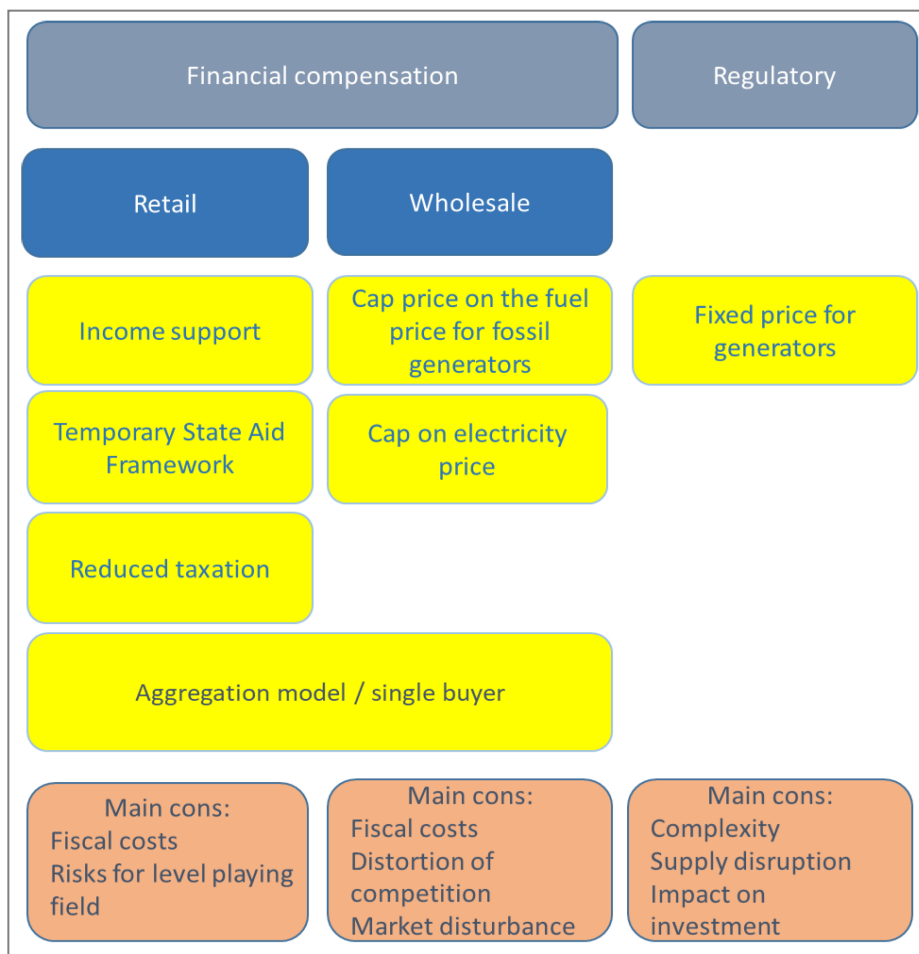 Financial compensation
Regulatory
Retail
Wholesale
Income support
Cap price on the fuel
price for fossil
generators
Fixed price for
generators
Temporary State Aid
Framework
Cap on electricity
price
Reduced taxation
Aggregation model / single buyer
Main cons:
Fiscal costs
Risks for level playing
field
Main cons:
Fiscal costs
Distortion of
competition
Market disturbance
Main cons:
Complexity
Supply disruption
Impact on
investment